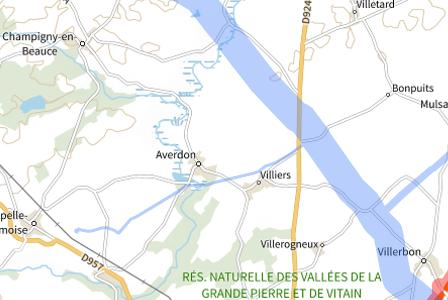 Villetard
D924
Champigny-en-
Beauce
Bonpuits
Mulsa
Averdon
Villiers
apelle-
moise
Villerogneux
Villerbon
D957
RÉS. NATURELLE DES VALLÉES DE LA
GRANDE PIERRE ET DE VITAIN